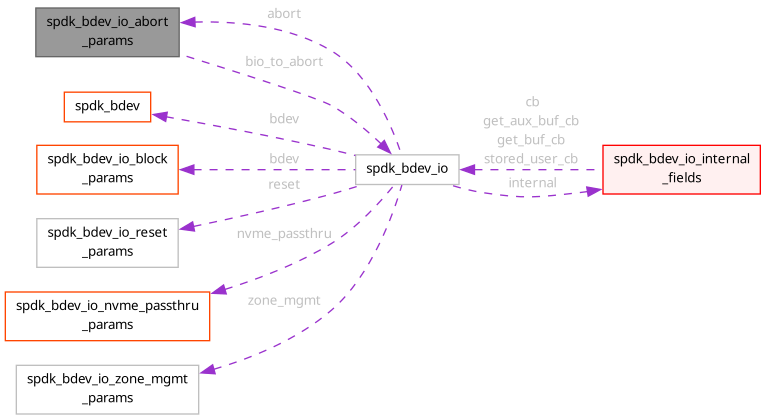 spdk_bdev_io_abort
_params
abort
bio_to_abort
spdk_bdev
bdev
spdk_bdev_io_block
_params
bdev
spdk_bdev_io
cb
get_aux_buf_cb
get_buf_cb
stored_user_cb
internal
spdk_bdev_io_internal
_fields
reset
spdk_bdev_io_reset
_params
nvme_passthru
spdk_bdev_io_nvme_passthru
_params
zone_mgmt
spdk_bdev_io_zone_mgmt
_params